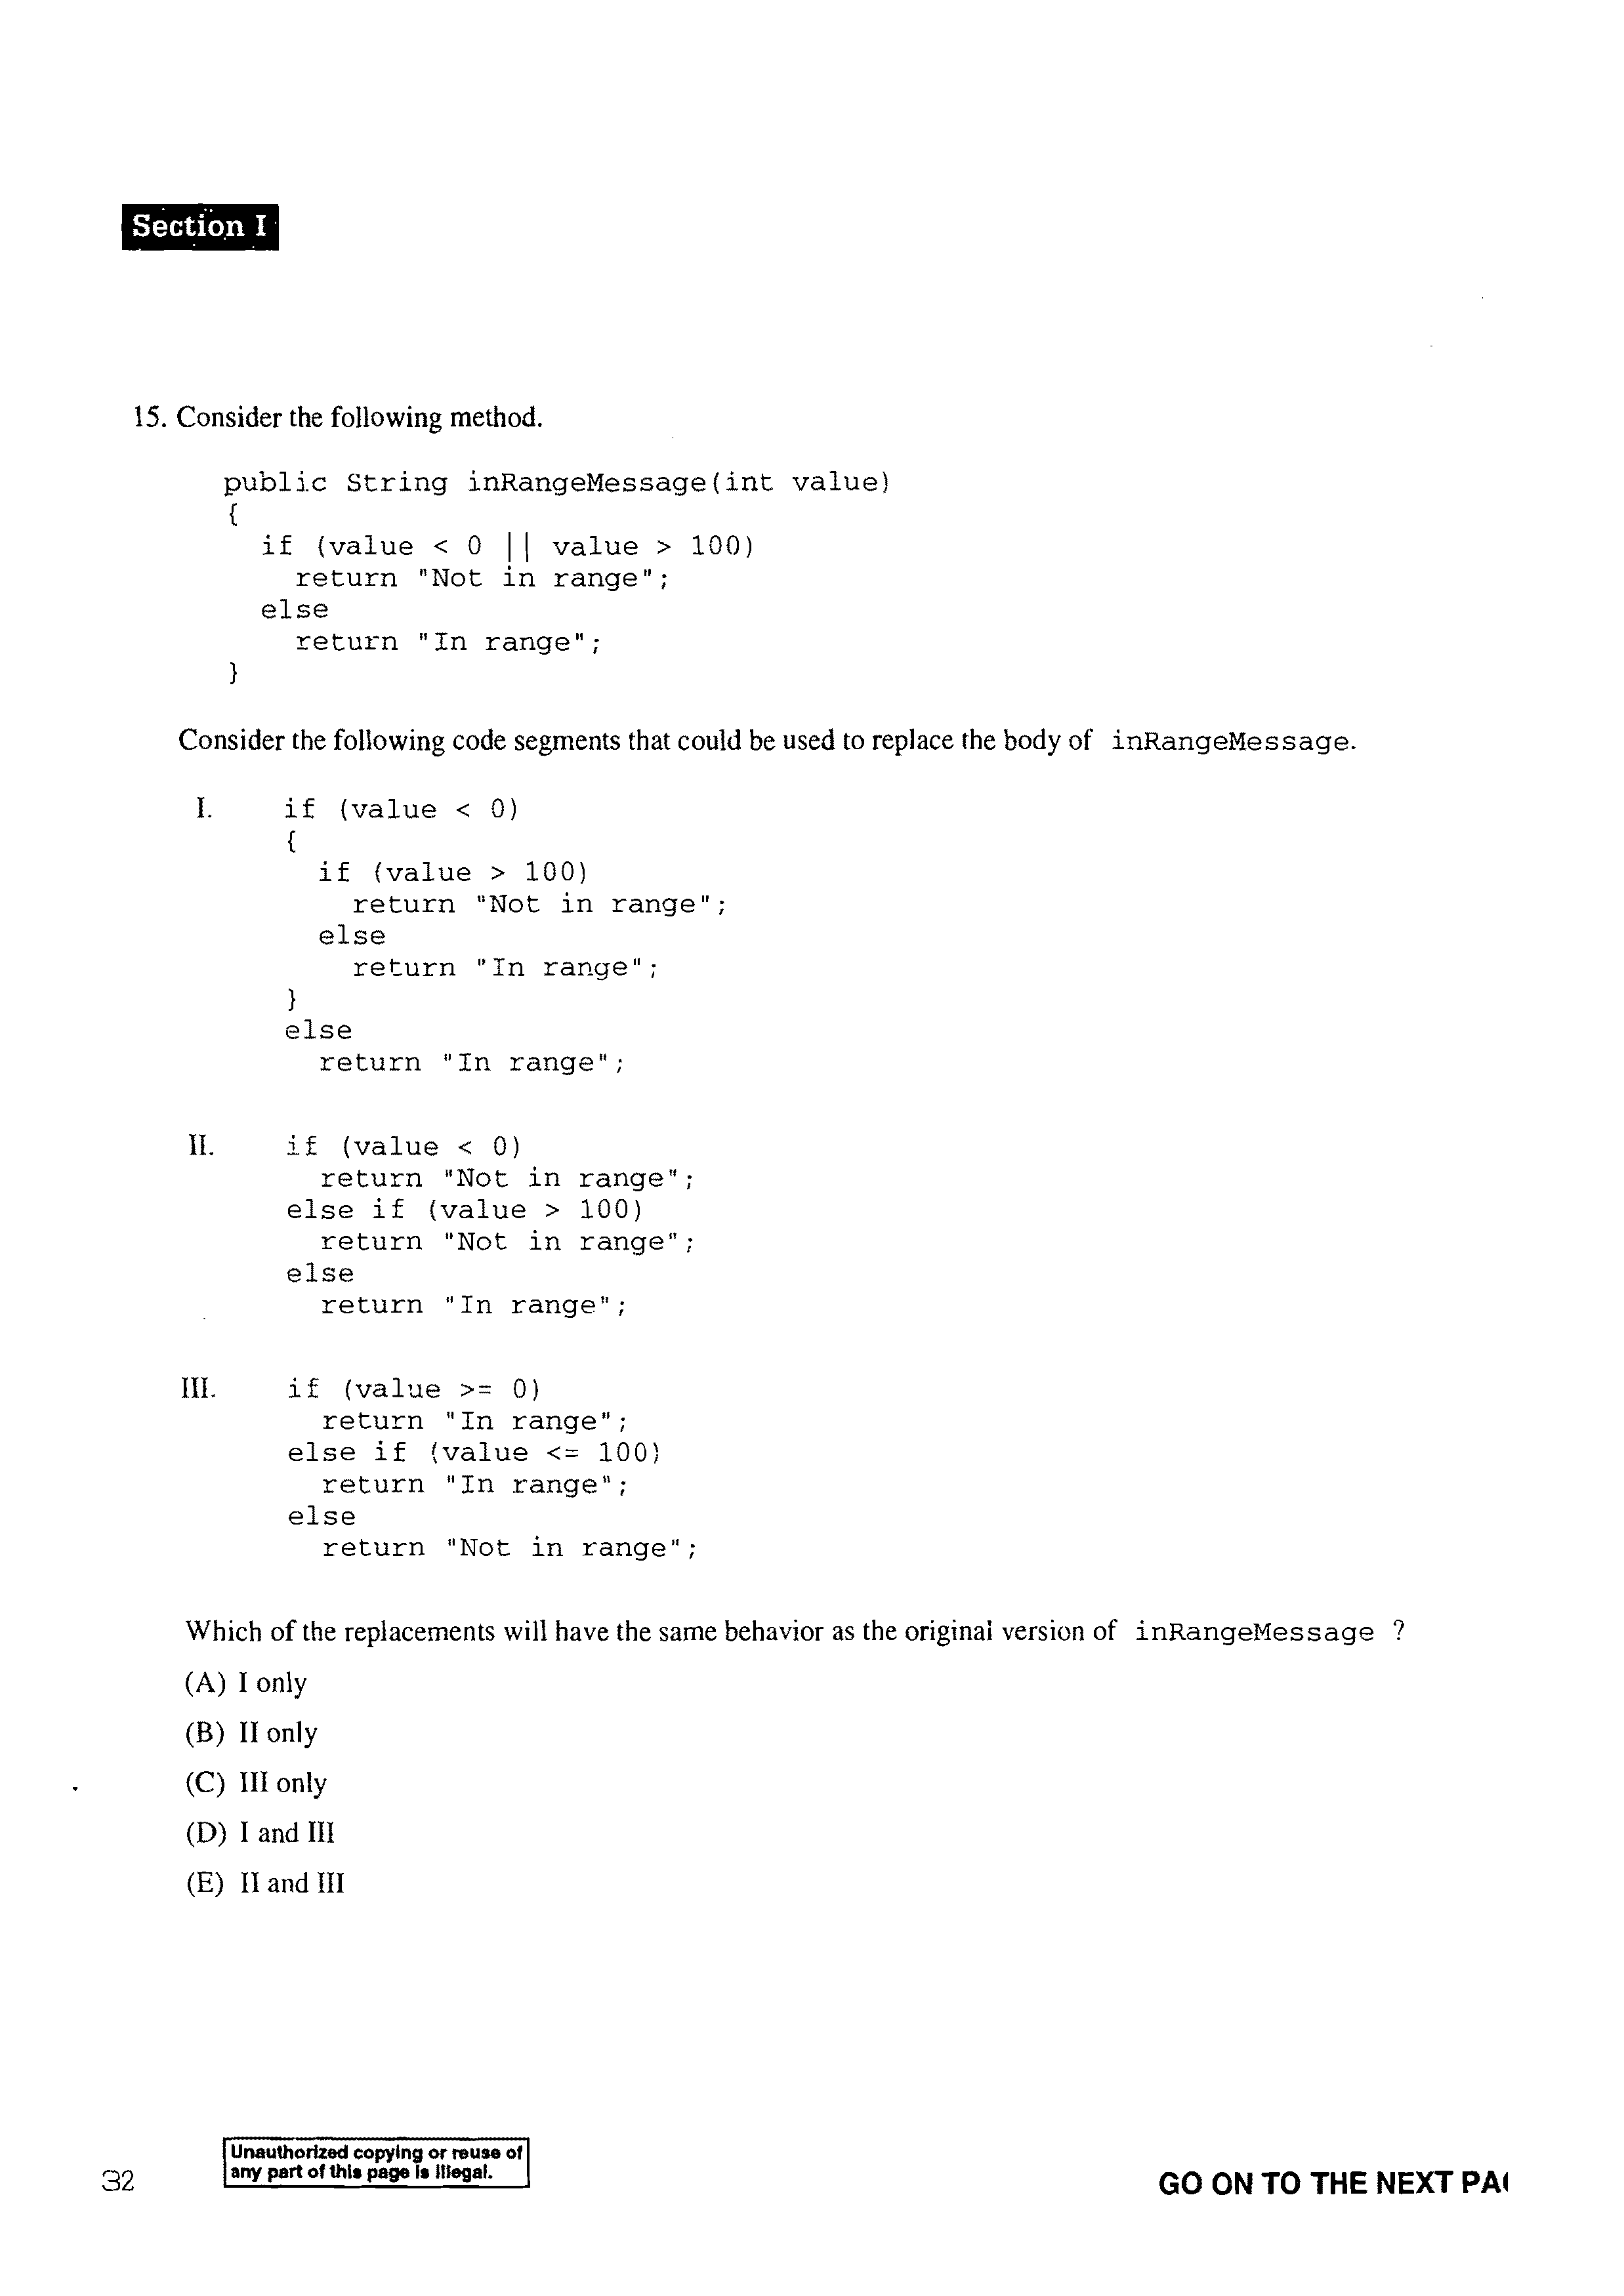 Section I
15. Consider the following method.
public String inRangeMessage(int value)
{
if (value < 0 || value > 100)
return "Not in range";
else
return "In range";
}
Consider the following code segments that could be used to replace the body of inRangeMessage.
I. if (value < 0)
{
if (value > 100)
return "Not in range";
else
return "In range";
}
else
return "In range";
II. if (value < 0)
return "Not in range";
else if (value > 100)
return "Not in range";
else
return "In range";
III. if (value >= 0)
return "In range";
else if (value <= 100)
return "In range";
else
return "Not in range";
Which of the replacements will have the same behavior as the original version of inRangeMessage ?
(A) I only
(B) II only
(C) III only
(D) I and III
(E) II and III
Unauthorized copying or reuse of
any part of this page is illegal.
32
GO ON TO THE NEXT PA